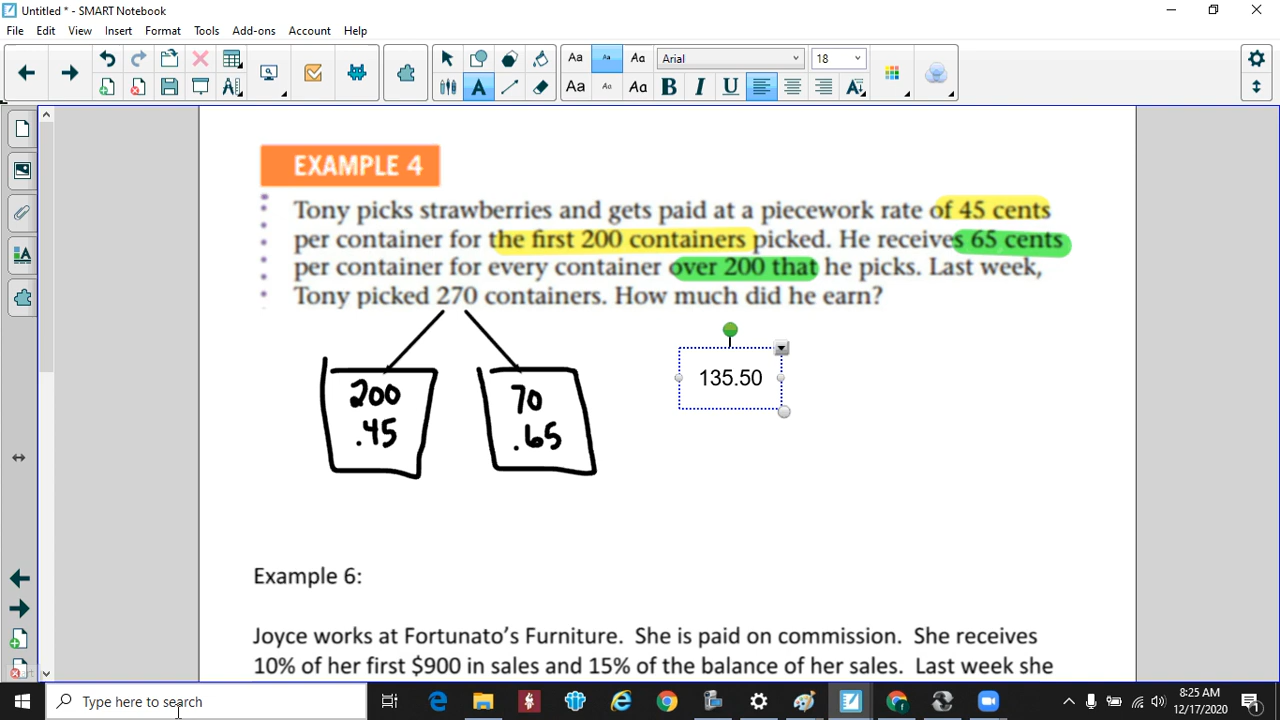 Untitled * - SMART Notebook
File Edit View Insert Format Tools Add-ons Account Help
Arial 18
EXAMPLE 4
Tony picks strawberries and gets paid at a piecework rate of 45 cents
per container for the first 200 containers picked. He receives 65 cents
per container for every container over 200 that he picks. Last week,
Tony picked 270 containers. How much did he earn?
135.50
200 70
.45 .65
Example 6:
Joyce works at Fortunato's Furniture. She is paid on commission. She receives
10% of her first $900 in sales and 15% of the balance of her sales. Last week she
Type here to search
8:25 AM
12/17/2020